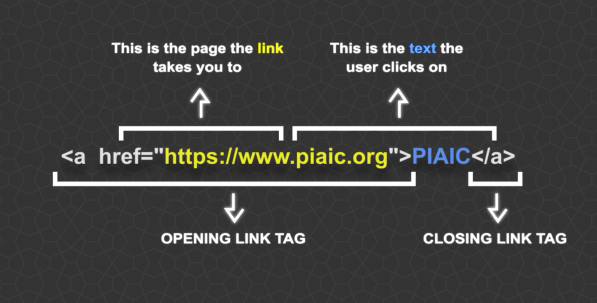 This is the page the link
takes you to
This is the text the
user clicks on
<a href="https://www.piaic.org">PIAIC</a>
OPENING LINK TAG
CLOSING LINK TAG